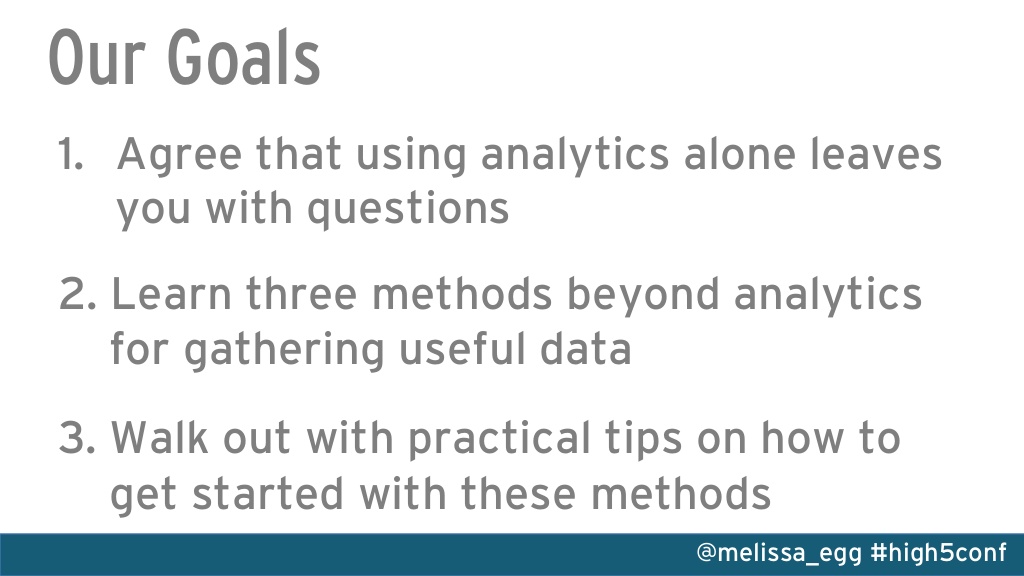 Our Goals
1. Agree that using analytics alone leaves
you with questions
2. Learn three methods beyond analytics
for gathering useful data
3. Walk out with practical tips on how to
get started with these methods
@melissa_egg #high5conf